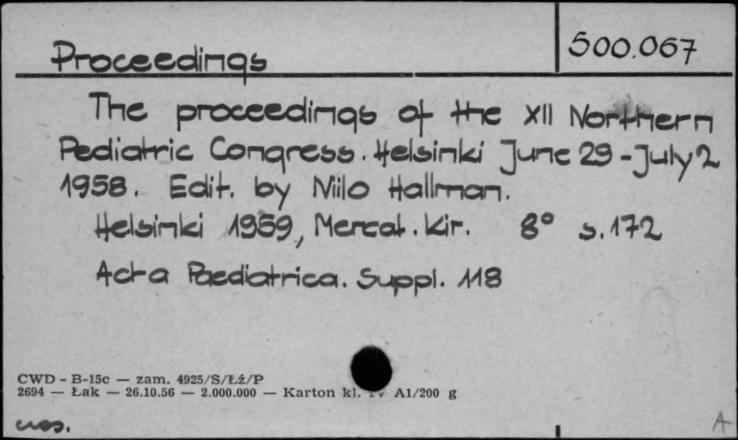 Proceedings
500.067
The proceedings of the XII Northern
Pediatric Congress. Helsinki June 29 - July 2
1958. Edit. by Niilo Hallman.
Helsinki 1959, Mercat. Kir. 8° s. 172
Acta Paediatrica. Suppl. 118
CWD - B-15c — zam. 4925/S/Łź/P
2694 — Łak — 26.10.56 — 2.000.000 — Karton kl. IV A1/200 g
A